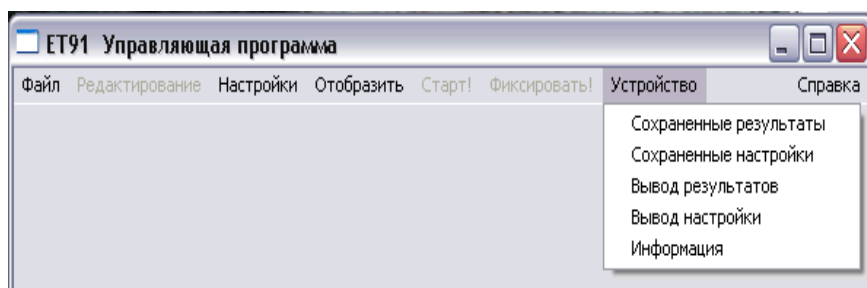 ET91 Управляющая программа
Файл Редактирование Настройки Отобразить Старт! Фиксировать! Устройство Справка
Сохраненные результаты
Сохраненные настройки
Вывод результатов
Вывод настройки
Информация